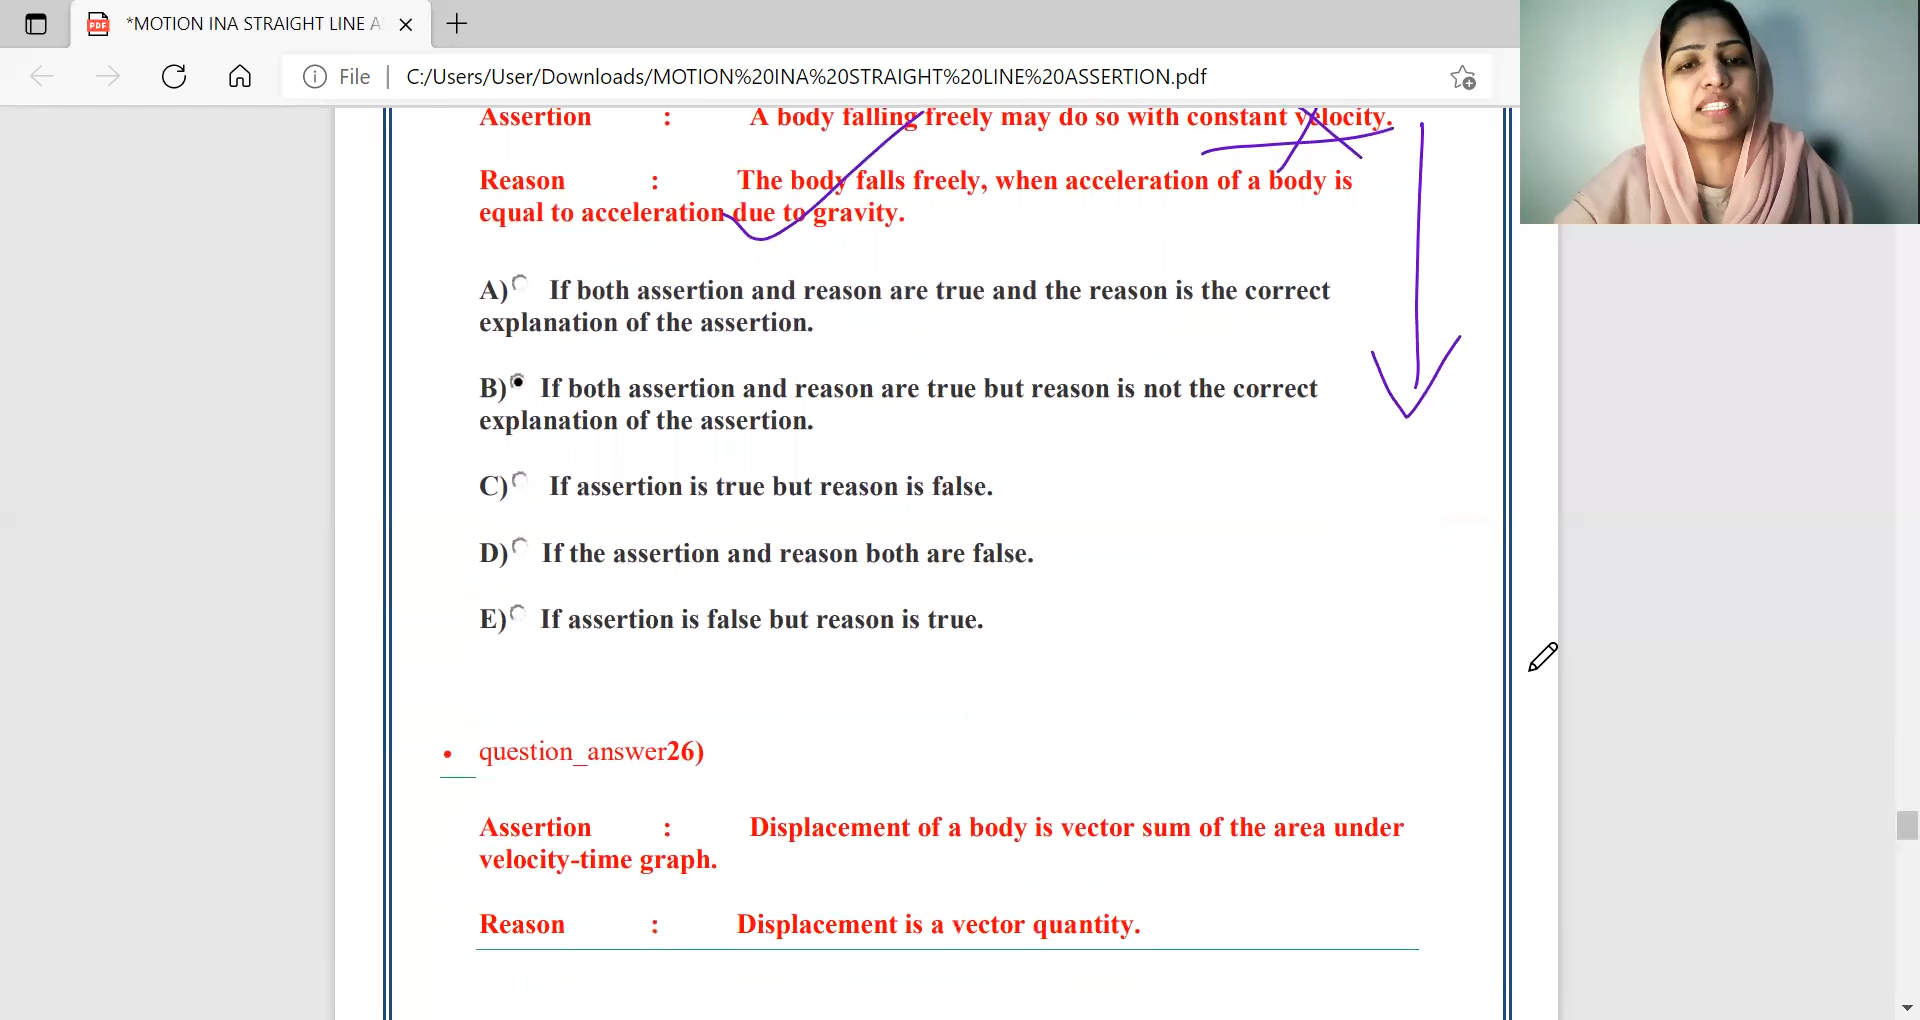 *MOTION INA STRAIGHT LINE A
File
C:/Users/User/Downloads/MOTION%20INA%20STRAIGHT%20LINE%20ASSERTION.pdf
Assertion : A body falling freely may do so with constant velocity.
Reason : The body falls freely, when acceleration of a body is
equal to acceleration due to gravity.
A) If both assertion and reason are true and the reason is the correct
explanation of the assertion.
B) If both assertion and reason are true but reason is not the correct
explanation of the assertion.
C) If assertion is true but reason is false.
D) If the assertion and reason both are false.
E) If assertion is false but reason is true.
• question_answer26)
Assertion : Displacement of a body is vector sum of the area under
velocity-time graph.
Reason : Displacement is a vector quantity.